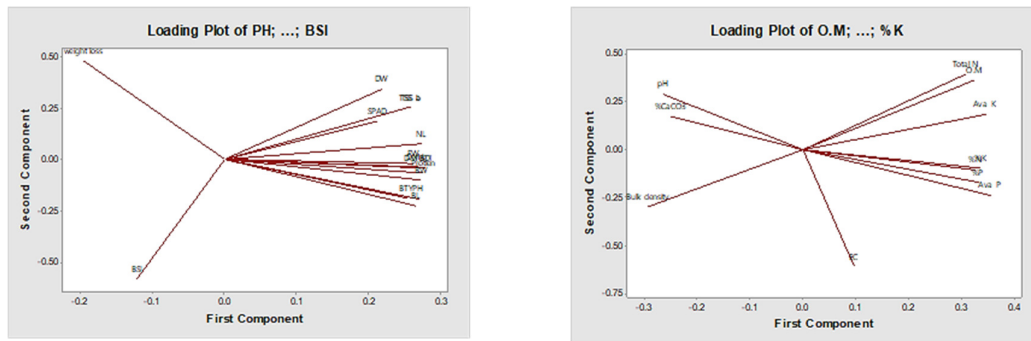 Loading Plot of PH; ...; BSI
Second Component
0.50
0.25
0.00
-0.25
-0.50
weight loss
DW
SPAD
NL
BTYPH
BSI
-0.2
-0.1
0.0
0.1
0.2
0.3
First Component
Loading Plot of O.M; ...; %K
Second Component
0.50
0.25
0.00
-0.25
-0.50
-0.75
Total N
O.M
pH
%CaCO3
Ava K
%P
Ava P
Bulk density
EC
-0.3
-0.2
-0.1
0.0
0.1
0.2
0.3
0.4
First Component